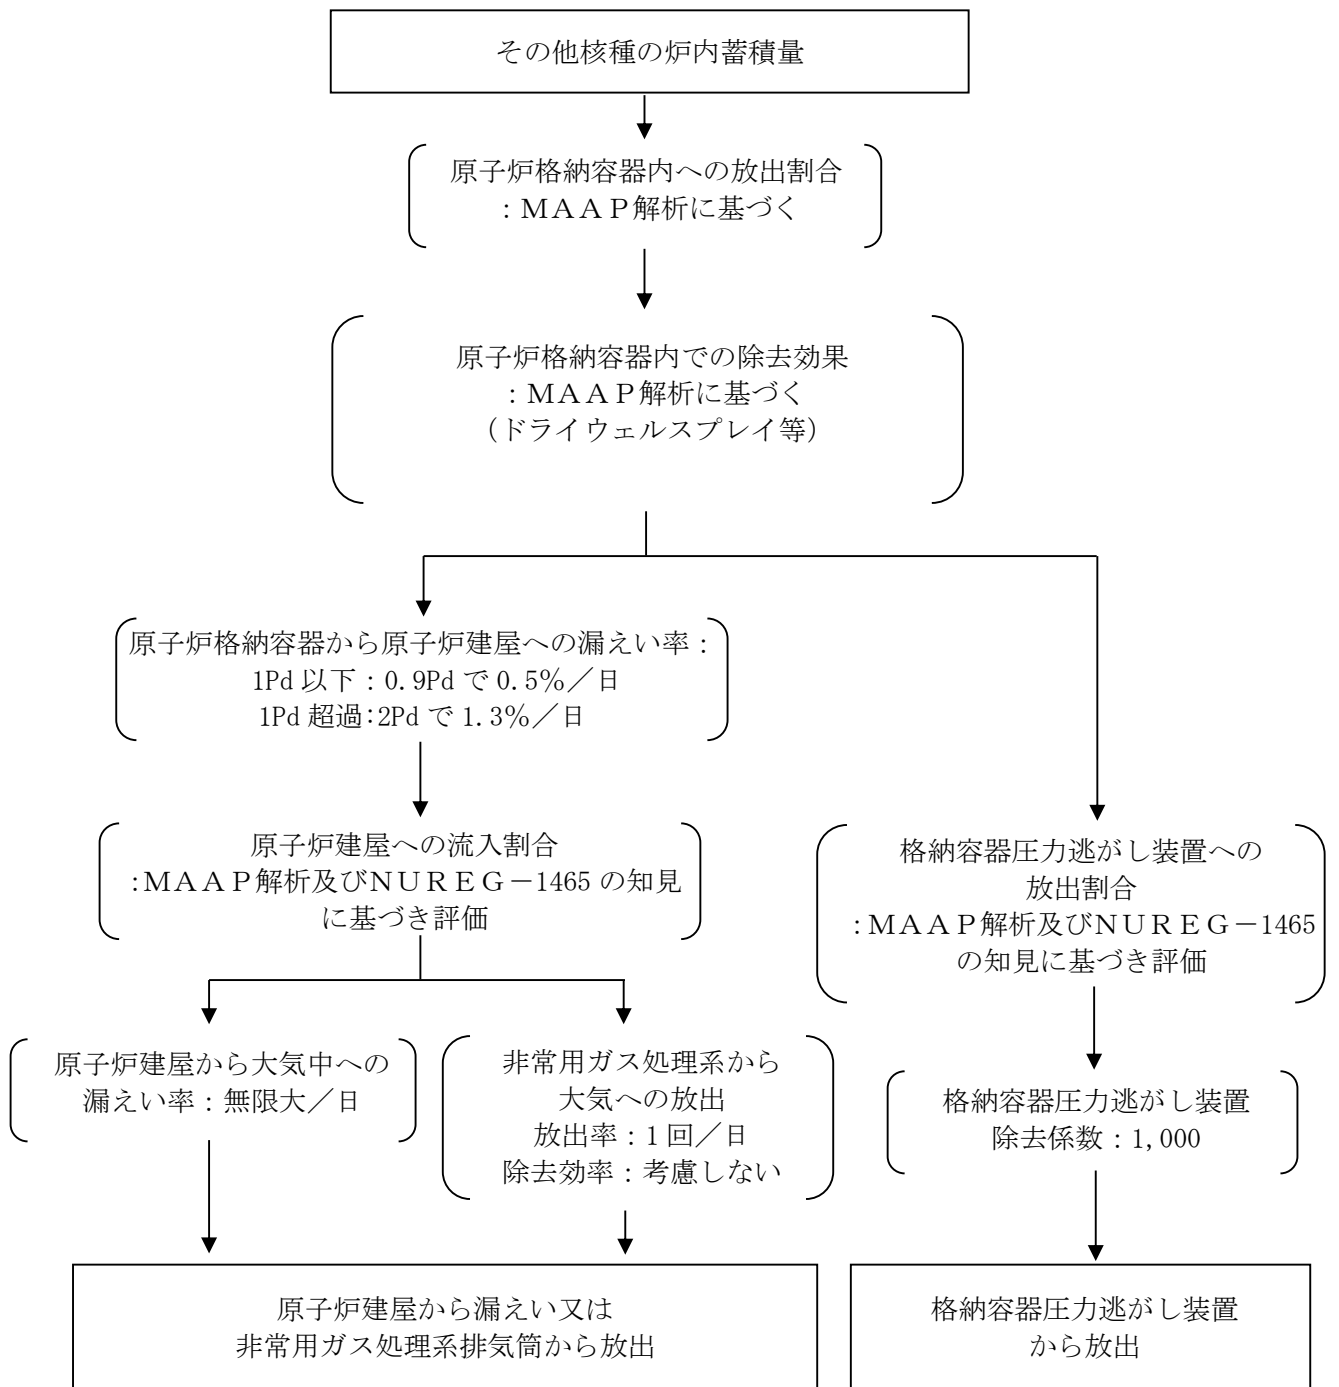 その他核種の炉内蓄積量
原子炉格納容器内への放出割合
：ＭＡＡＰ解析に基づく
原子炉格納容器内での除去効果
：ＭＡＡＰ解析に基づく
（ドライウェルスプレイ等）
原子炉格納容器から原子炉建屋への漏えい率：
1Pd 以下：0.9Pd で 0.5％／日
1Pd 超過:2Pd で 1.3％／日
原子炉建屋への流入割合
:ＭＡＡＰ解析及びＮＵＲＥＧ－1465 の知見
に基づき評価
原子炉建屋から大気中への
漏えい率：無限大／日
非常用ガス処理系から
大気への放出
放出率：1 回／日
除去効率：考慮しない
原子炉建屋から漏えい又は
非常用ガス処理系排気筒から放出
格納容器圧力逃がし装置への
放出割合
：ＭＡＡＰ解析及びＮＵＲＥＧ－1465
の知見に基づき評価
格納容器圧力逃がし装置
除去係数：1,000
格納容器圧力逃がし装置
から放出